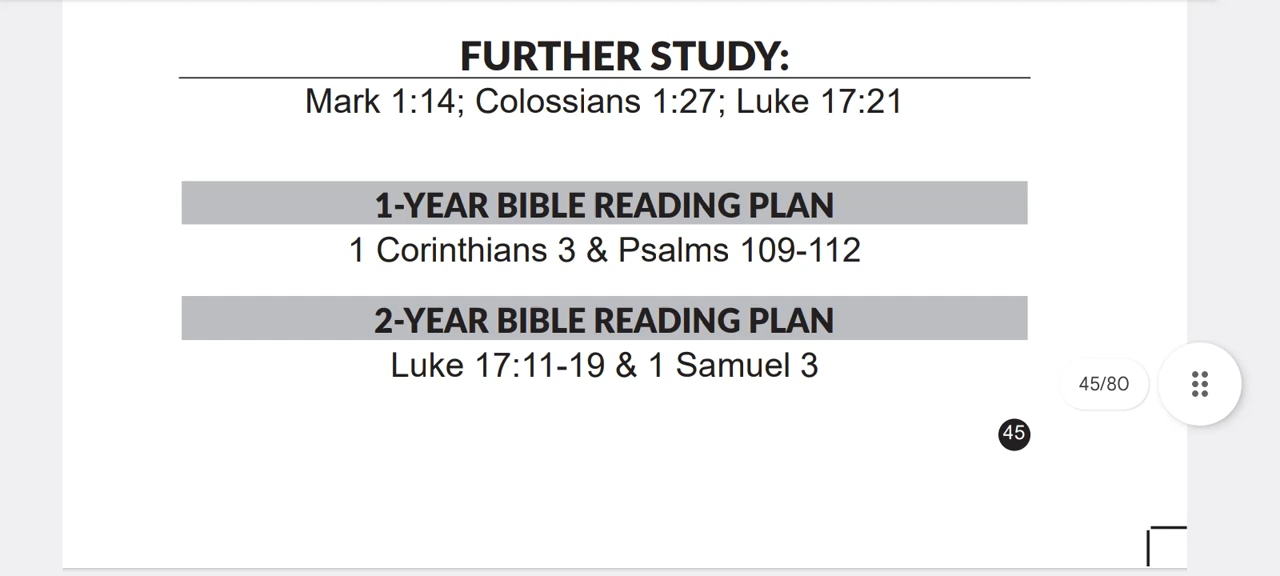 FURTHER STUDY:
Mark 1:14; Colossians 1:27; Luke 17:21
1-YEAR BIBLE READING PLAN
1 Corinthians 3 & Psalms 109-112
2-YEAR BIBLE READING PLAN
Luke 17:11-19 & 1 Samuel 3
45/80
45